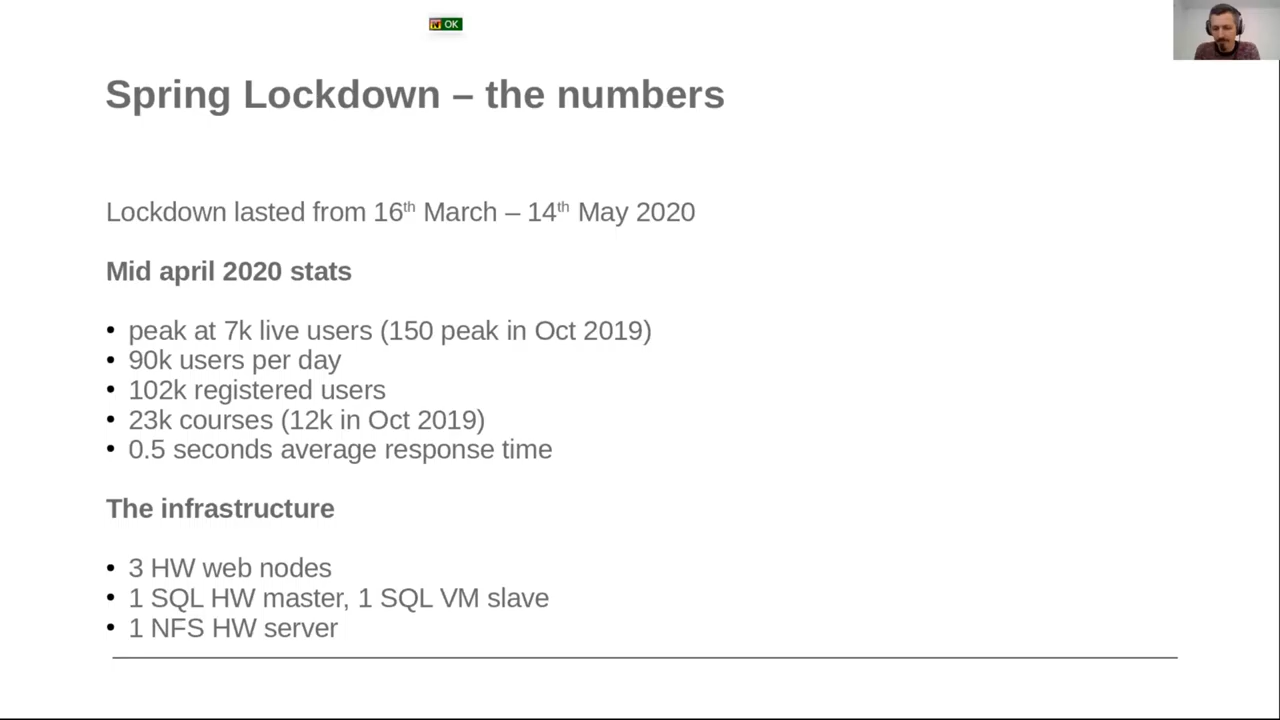 OK
Spring Lockdown – the numbers
Lockdown lasted from 16th March – 14th May 2020
Mid april 2020 stats
• peak at 7k live users (150 peak in Oct 2019)
• 90k users per day
• 102k registered users
• 23k courses (12k in Oct 2019)
• 0.5 seconds average response time
The infrastructure
• 3 HW web nodes
• 1 SQL HW master, 1 SQL VM slave
• 1 NFS HW server